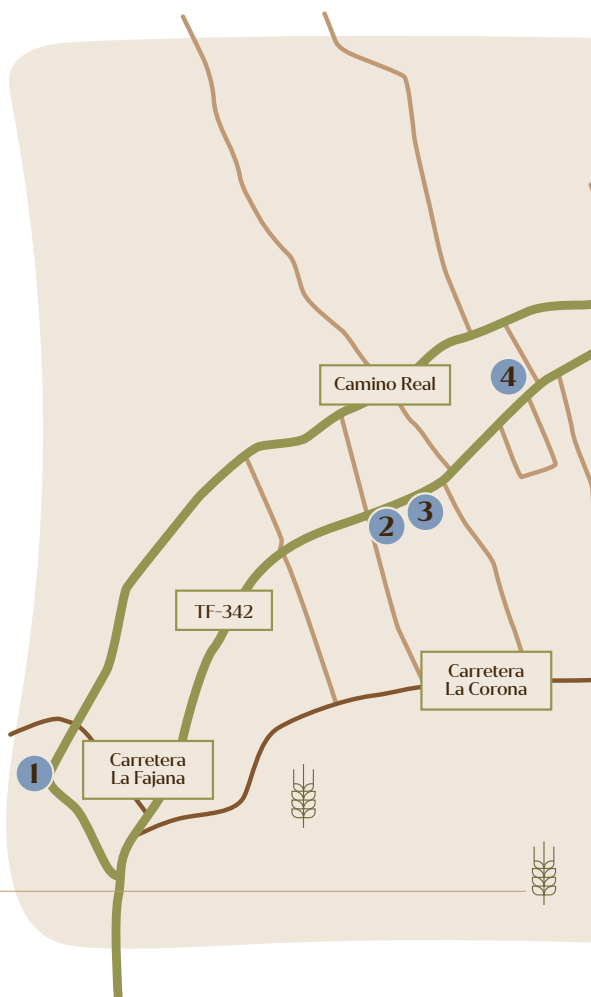 Camino Real
4
3
2
TF-342
Carretera
La Corona
Carretera
La Fajana
1